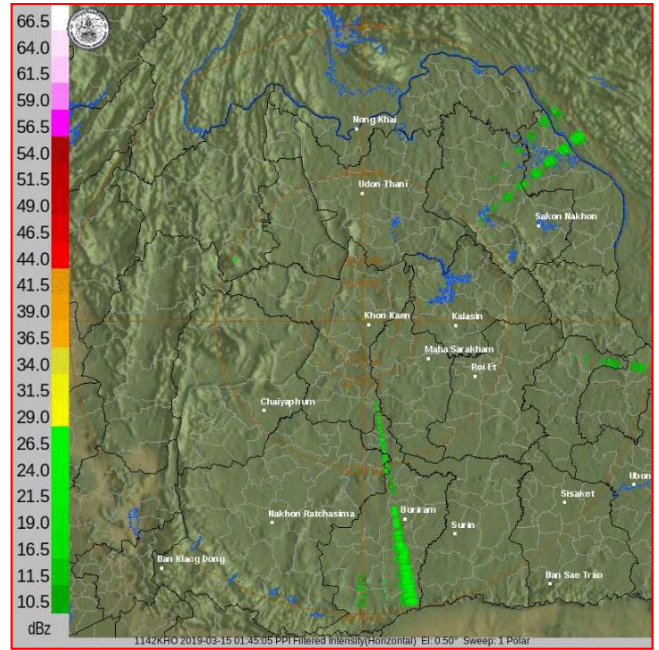 66.5
64.0
61.5
59.0
56.5
54.0
51.5
49.0
46.5
44.0
41.5
39.0
36.5
34.0
31.5
29.0
26.5
24.0
21.5
19.0
16.5
11.5
10.5
dBz
Nong Khai
Udon Thani
Sakon Nakhon
Khon Kaen
Kalasin
Maha Sarakham
Roi Et
Chaiyaphum
Ubon
Sisaket
Nakhon Ratchasima
Buriram
Surin
Ban Klang Dong
Ban Sae Trao
1142KHO 2019-03-15 01:45:05 PPI Filtered Intensity(Horizontal) El: 0.50° Sweep: 1 Polar